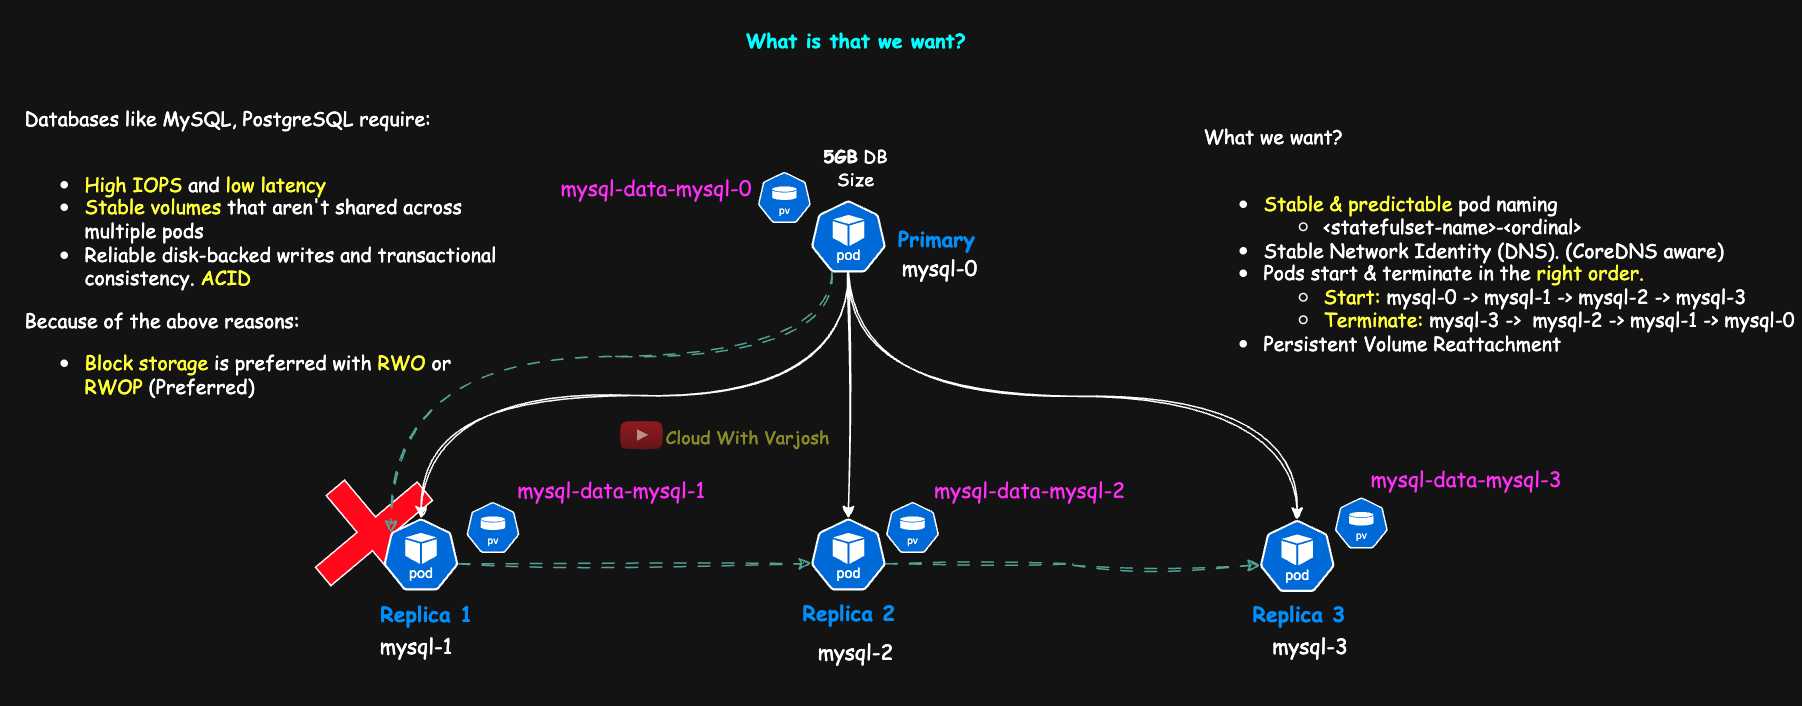 What is that we want?
Databases like MySQL, PostgreSQL require:
High IOPS and low latency
Stable volumes that aren't shared across
multiple pods
Reliable disk-backed writes and transactional
consistency. ACID
Because of the above reasons:
Block storage is preferred with RWO or
RWOP (Preferred)
5GB DB
Size
mysql-data-mysql-0
pv
pod
Primary
mysql-0
What we want?
Stable & predictable pod naming
<statefulset-name>-<ordinal>
Stable Network Identity (DNS). (CoreDNS aware)
Pods start & terminate in the right order.
Start: mysql-0 -> mysql-1 -> mysql-2 -> mysql-3
Terminate: mysql-3 -> mysql-2 -> mysql-1 -> mysql-0
Persistent Volume Reattachment
Cloud With Varjosh
mysql-data-mysql-1
pv
pod
Replica 1
mysql-1
mysql-data-mysql-2
pv
pod
Replica 2
mysql-2
mysql-data-mysql-3
pv
pod
Replica 3
mysql-3